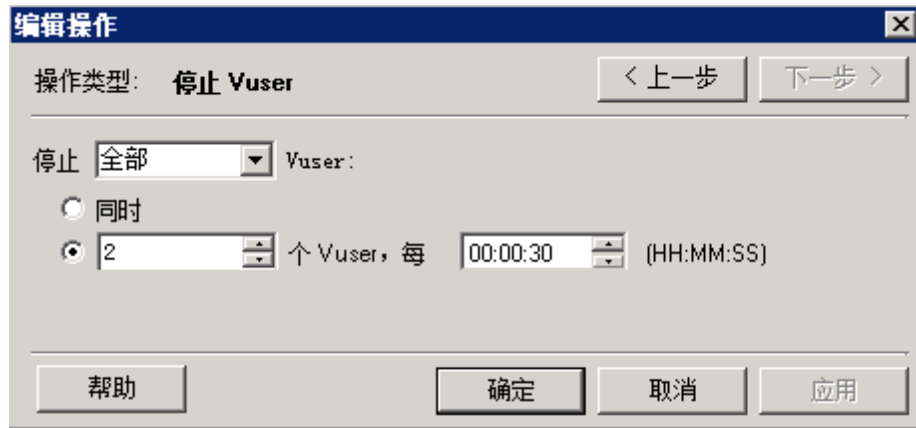 编辑操作
操作类型: 停止 Vuser < 上一步 下一步 >
停止 全部 Vuser:
同时
2 个 Vuser，每 00:00:30 (HH:MM:SS)
帮助 确定 取消 应用